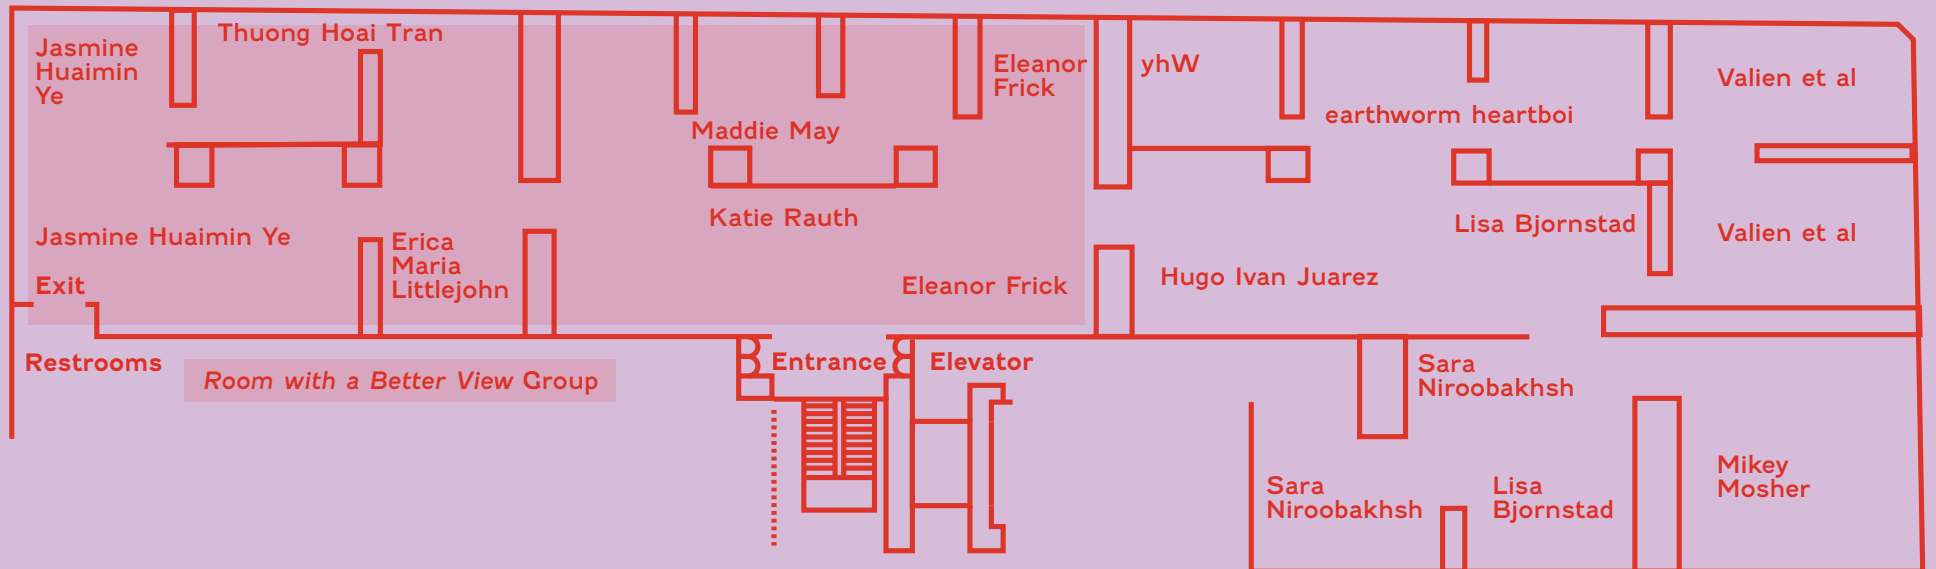 Jasmine
Huaimin
Ye
Thuong Hoai Tran
Maddie May
Eleanor
Frick
yhW
earthworm heartboi
Valien et al
Jasmine Huaimin Ye
Erica
Maria
Littlejohn
Katie Rauth
Eleanor Frick
Hugo Ivan Juarez
Lisa Bjornstad
Valien et al
Exit
Restrooms
Room with a Better View Group
Entrance
Elevator
Sara
Niroobakhsh
Sara
Niroobakhsh
Lisa
Bjornstad
Mikey
Mosher